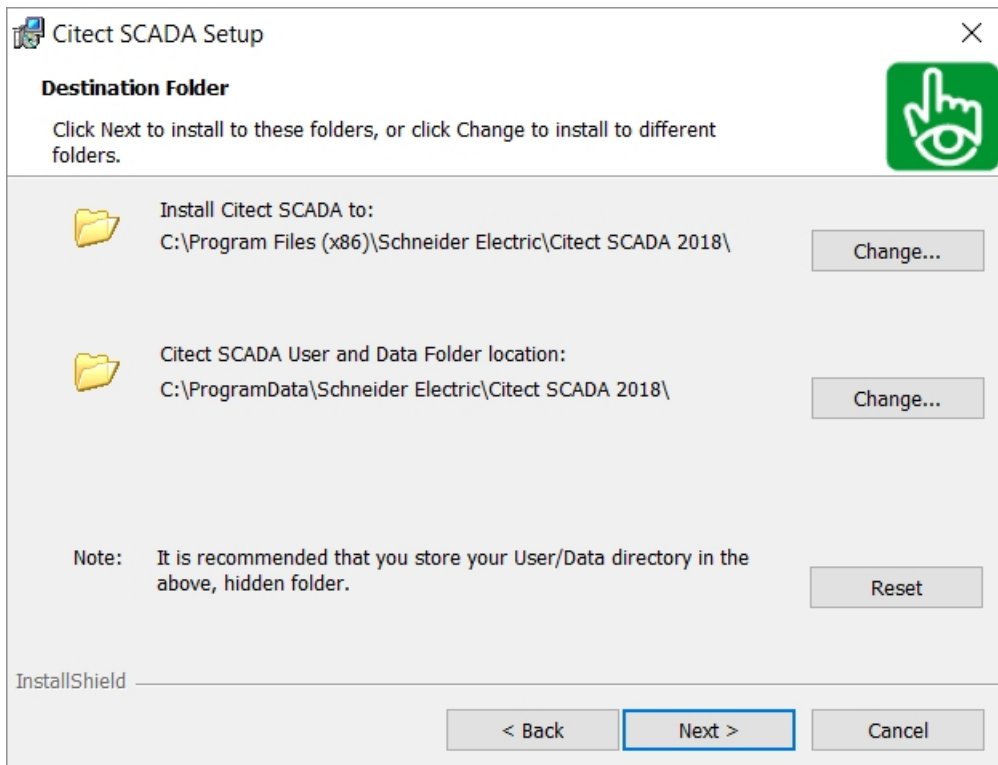 Citect SCADA Setup
Destination Folder
Click Next to install to these folders, or click Change to install to different
folders.
Install Citect SCADA to:
C:\Program Files (x86)\Schneider Electric\Citect SCADA 2018\
Change...
Citect SCADA User and Data Folder location:
C:\ProgramData\Schneider Electric\Citect SCADA 2018\
Change...
Note: It is recommended that you store your User/Data directory in the
above, hidden folder.
Reset
InstallShield
< Back Next > Cancel